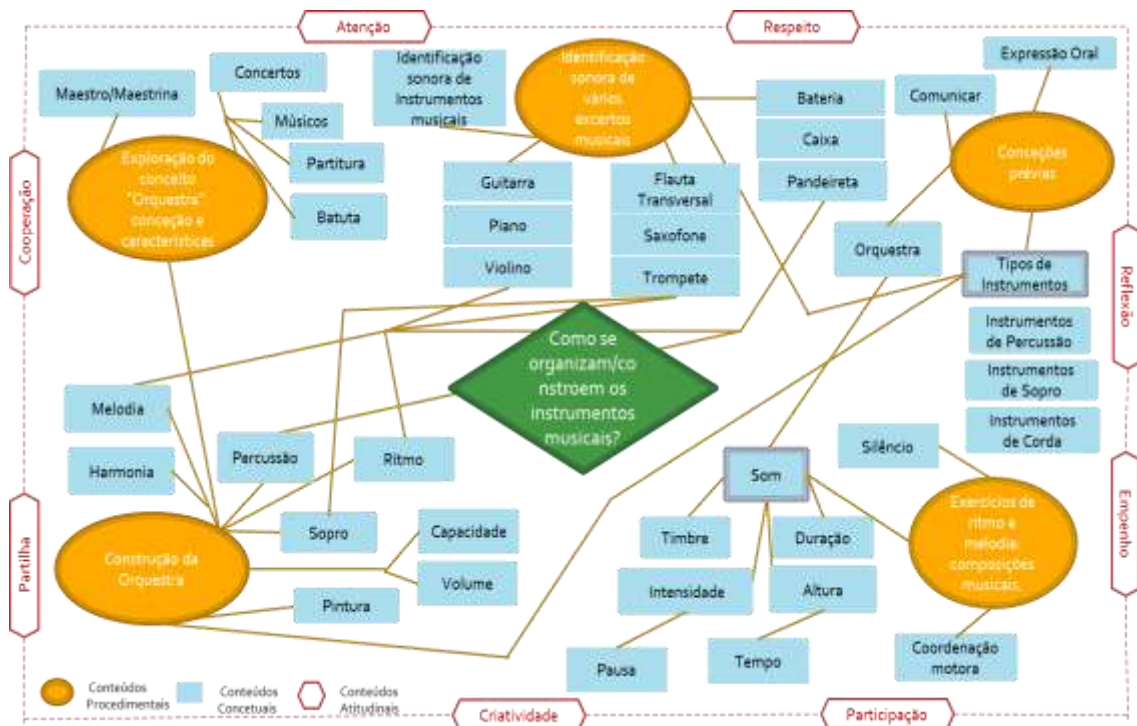 Atenção
Respeito
Maestro/Maestrina
Concertos
Músicos
Partitura
Batuta
Exploração do
conceito
"Orquestra"
conceção e
características
Identificação
sonora de
Instrumentos
musicais
Identificação
sonora de
vários
excertos
musicais
Guitarra
Piano
Violino
Flauta
Transversal
Saxofone
Trompete
Bateria
Caixa
Pandeireta
Comunicar
Expressão Oral
Conceções
prévias
Orquestra
Tipos de
Instrumentos
Instrumentos
de Percussão
Instrumentos
de Sopro
Instrumentos
de Corda
Cooperação
Reflexão
Como se
organizam/co
nstroem os
instrumentos
musicais?
Melodia
Harmonia
Percussão
Ritmo
Sopro
Capacidade
Volume
Pintura
Construção da
Orquestra
Silêncio
Som
Timbre
Duração
Intensidade
Altura
Pausa
Tempo
Exercícios de
ritmo e
melodia
composições
musicais.
Coordenação
motora
Partilha
Empenho
Conteúdos
Procedimentais
Conteúdos
Concetuais
Conteúdos
Atitudinais
Criatividade
Participação